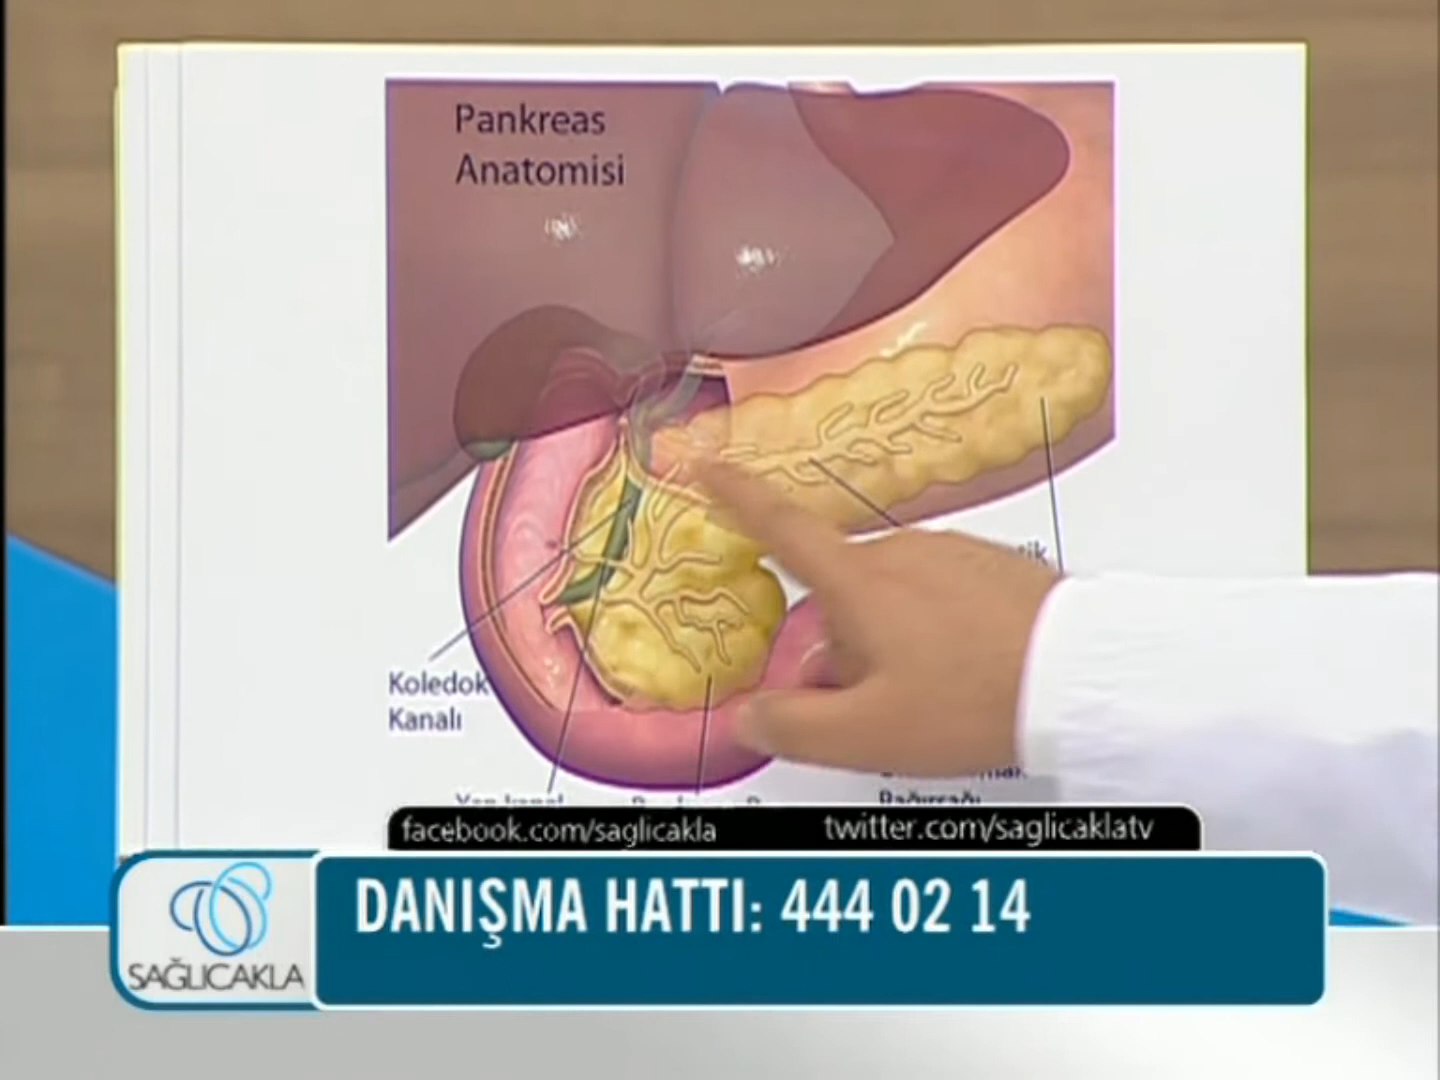 Pankreas
Anatomisi
Koledok
Kanalı
facebook.com/saglicakla
twitter.com/saglicaklatv
DANIŞMA HATTI: 444 02 14
SAĞLICAKLA